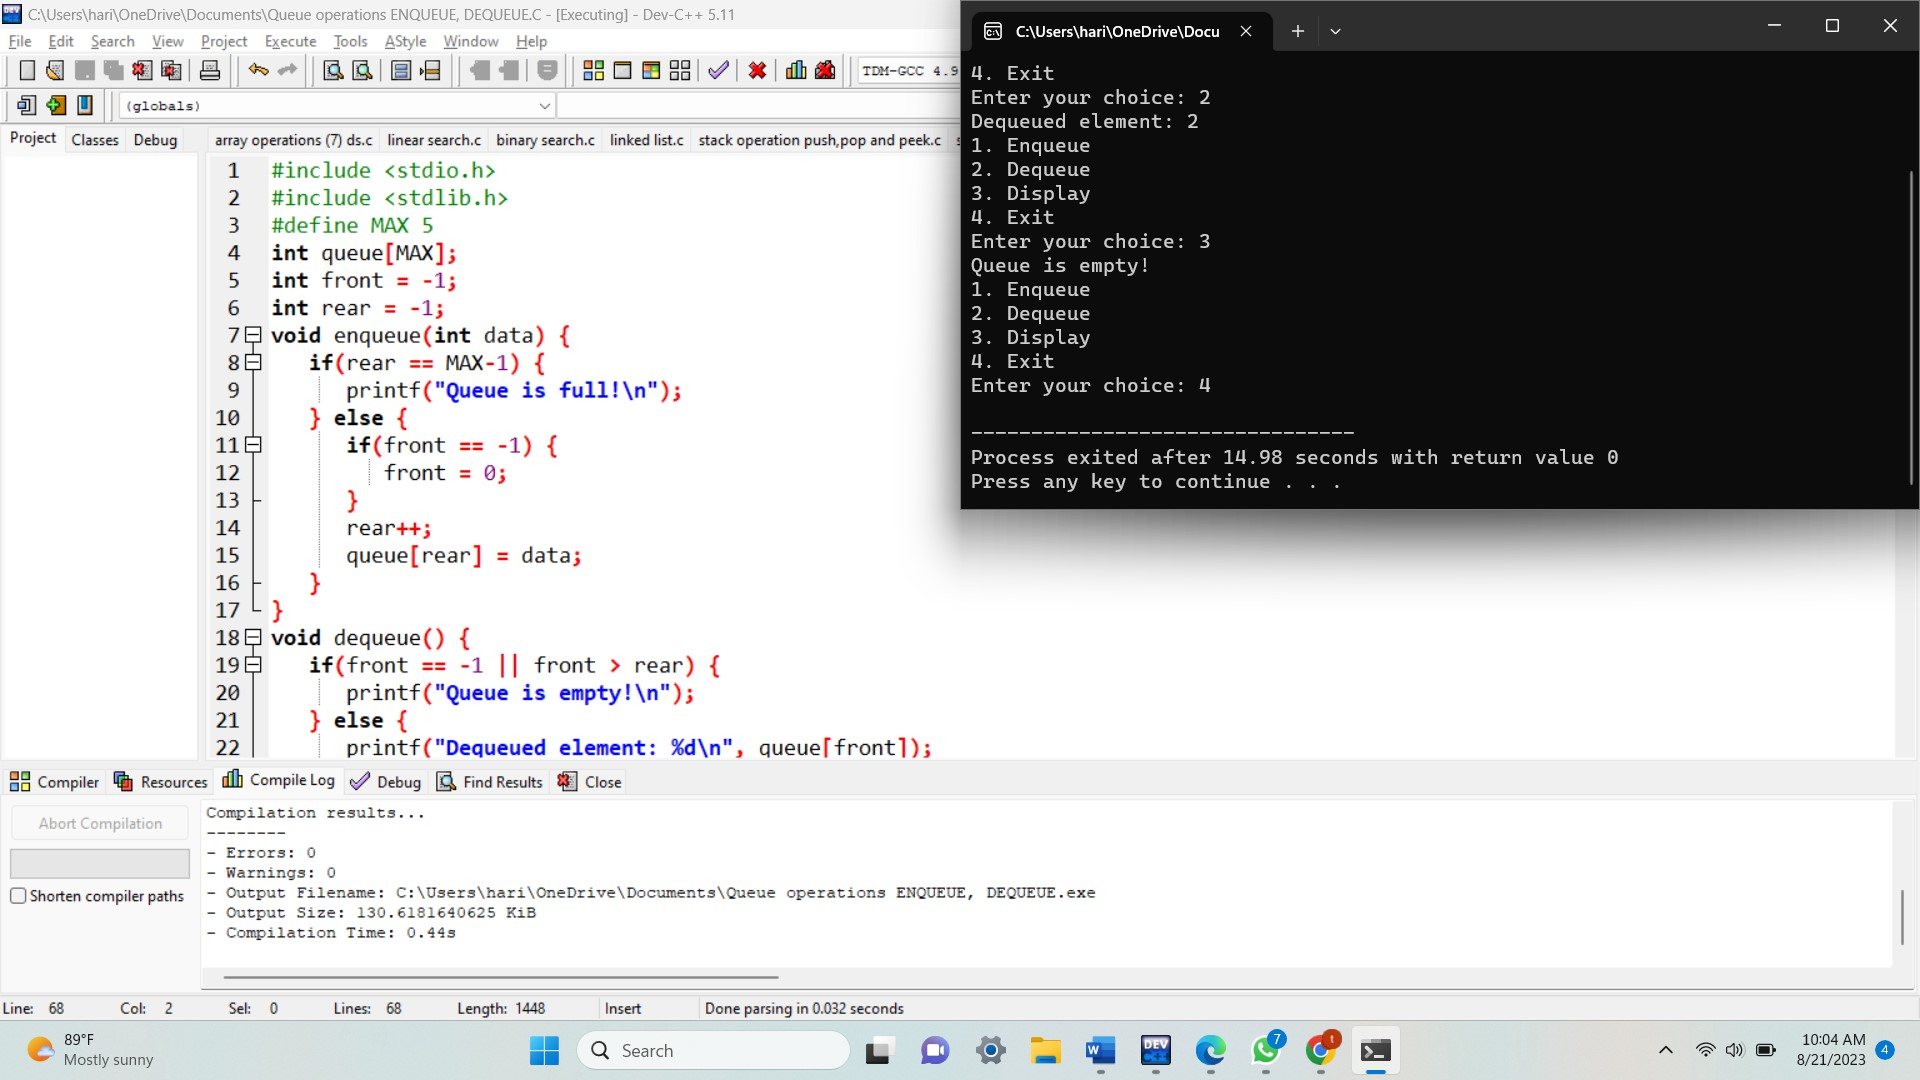 C:\Users\hari\OneDrive\Documents\Queue operations ENQUEUE, DEQUEUE.C - [Executing] - Dev-C++ 5.11
File Edit Search View Project Execute Tools AStyle Window Help
TDM-GCC 4.9
(globals)
Project Classes Debug
array operations (7) ds.c linear search.c binary search.c linked list.c stack operation push,pop and peek.c
1 #include <stdio.h>
2 #include <stdlib.h>
3 #define MAX 5
4 int queue[MAX];
5 int front = -1;
6 int rear = -1;
7 void enqueue(int data) {
8 if(rear == MAX-1) {
9 printf("Queue is full!\n");
10 } else {
11 if(front == -1) {
12 front = 0;
13 }
14 rear++;
15 queue[rear] = data;
16 }
17 }
18 void dequeue() {
19 if(front == -1 || front > rear) {
20 printf("Queue is empty!\n");
21 } else {
22 printf("Dequeued element: %d\n", queue[front]);
C:\Users\hari\OneDrive\Docu
4. Exit
Enter your choice: 2
Dequeued element: 2
1. Enqueue
2. Dequeue
3. Display
4. Exit
Enter your choice: 3
Queue is empty!
1. Enqueue
2. Dequeue
3. Display
4. Exit
Enter your choice: 4
--------------------------------
Process exited after 14.98 seconds with return value 0
Press any key to continue . . .
Compiler Resources Compile Log Debug Find Results Close
Abort Compilation
Shorten compiler paths
Compilation results...
--------
- Errors: 0
- Warnings: 0
- Output Filename: C:\Users\hari\OneDrive\Documents\Queue operations ENQUEUE, DEQUEUE.exe
- Output Size: 130.6181640625 KiB
- Compilation Time: 0.44s
Line: 68 Col: 2 Sel: 0 Lines: 68 Length: 1448 Insert Done parsing in 0.032 seconds
89°F
Mostly sunny
Search
DEV
C++
7
t
10:04 AM
8/21/2023
4